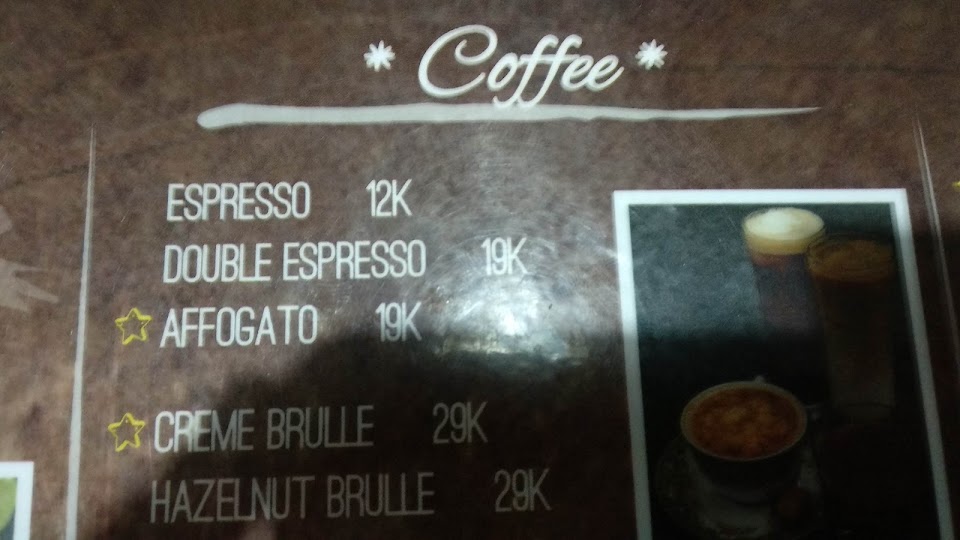 Coffee
ESPRESSO 12K
DOUBLE ESPRESSO 19K
AFFOGATO 19K
CREME BRULLE 29K
HAZELNUT BRULLE 29K